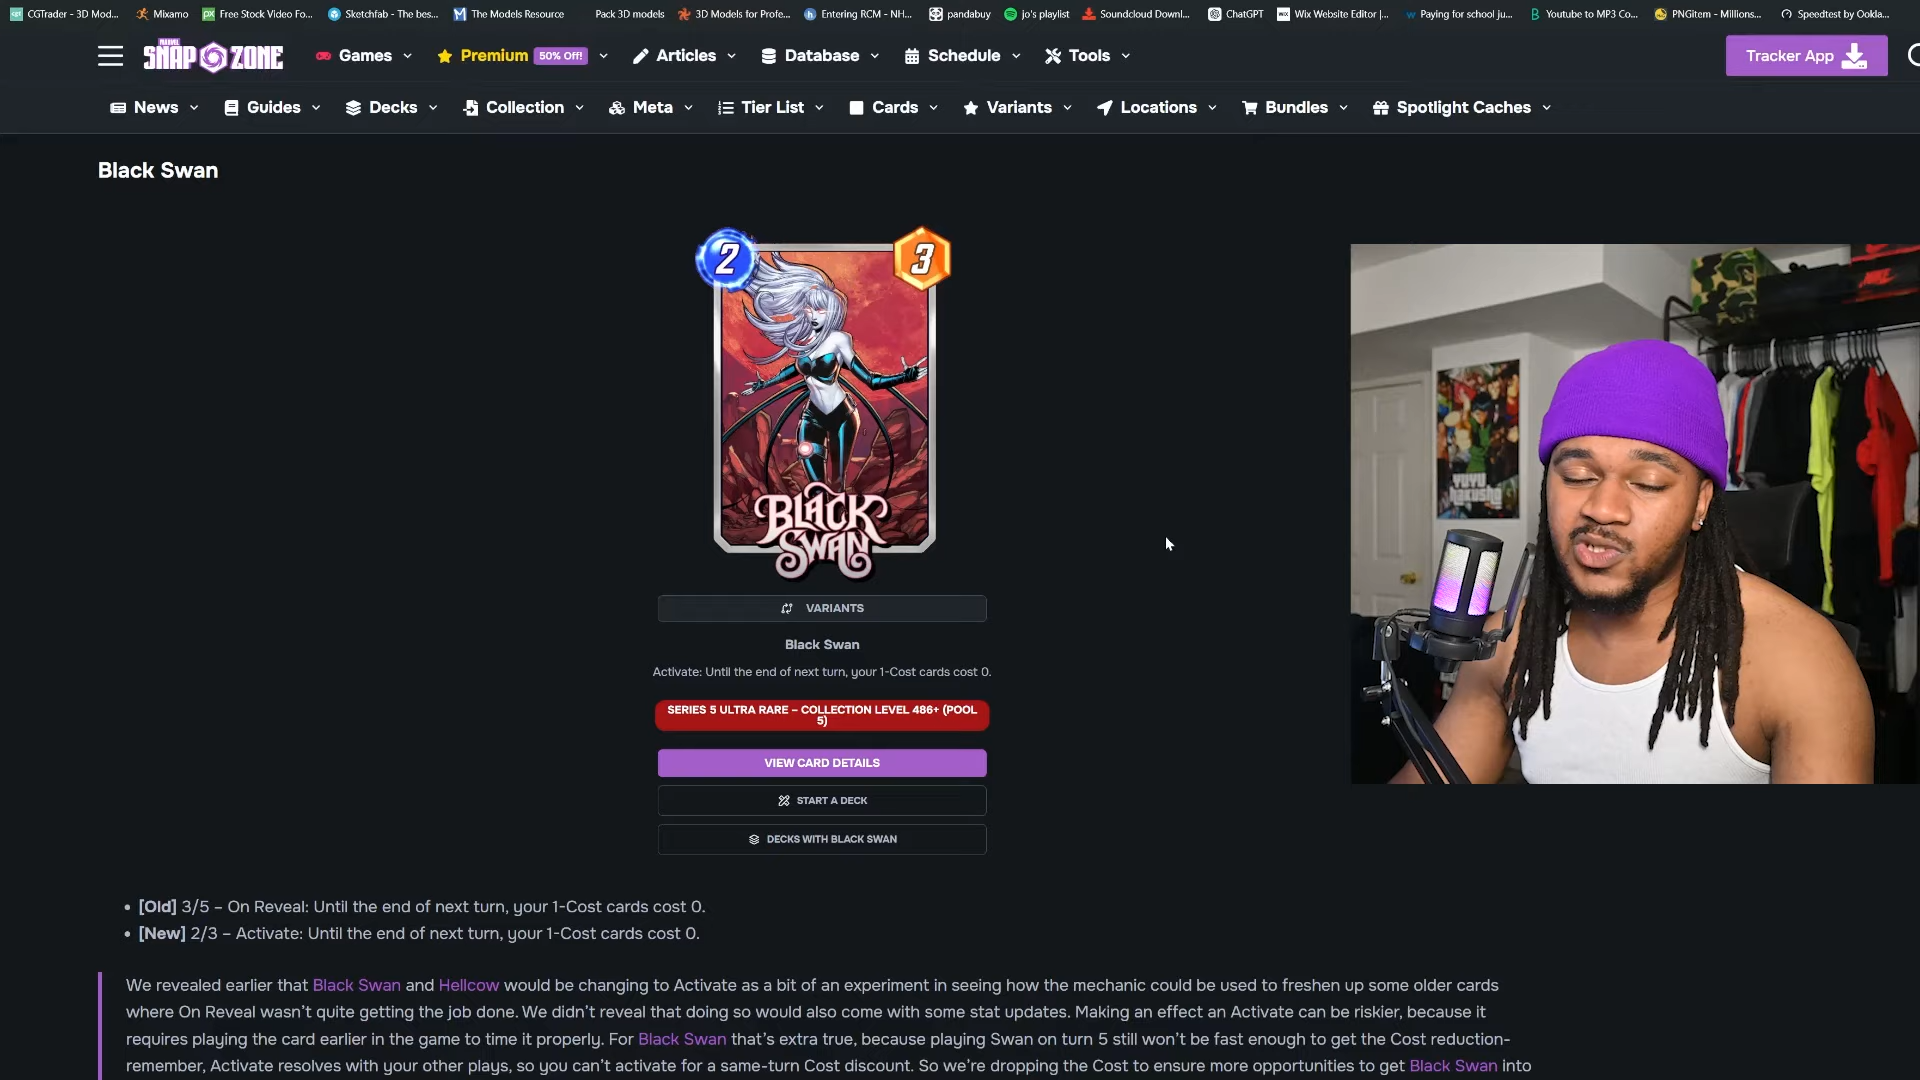 CGTrader - 3D Mod...
Mixamo
Free Stock Video Fo...
Sketchfab - The bes...
The Models Resource
Pack 3D models
3D Models for Profe...
Entering RCM - NH...
pandabuy
jo's playlist
Soundcloud Downl...
ChatGPT
Wix Website Editor |...
Paying for school ju...
Youtube to MP3 Co...
PNGitem - Millions...
Speedtest by Ookla...
MARVEL
SNAP ZONE
Games
Premium 50% Off!
Articles
Database
Schedule
Tools
Tracker App
News
Guides
Decks
Collection
Meta
Tier List
Cards
Variants
Locations
Bundles
Spotlight Caches
Black Swan
2
3
BLACK
SWAN
YUYU
HAKUSHO
VARIANTS
Black Swan
Activate: Until the end of next turn, your 1-Cost cards cost 0.
SERIES 5 ULTRA RARE – COLLECTION LEVEL 486+ (POOL
5)
VIEW CARD DETAILS
START A DECK
DECKS WITH BLACK SWAN
• [Old] 3/5 – On Reveal: Until the end of next turn, your 1-Cost cards cost 0.
• [New] 2/3 – Activate: Until the end of next turn, your 1-Cost cards cost 0.
We revealed earlier that Black Swan and Hellcow would be changing to Activate as a bit of an experiment in seeing how the mechanic could be used to freshen up some older cards
where On Reveal wasn't quite getting the job done. We didn't reveal that doing so would also come with some stat updates. Making an effect an Activate can be riskier, because it
requires playing the card earlier in the game to time it properly. For Black Swan that's extra true, because playing Swan on turn 5 still won't be fast enough to get the Cost reduction-
remember, Activate resolves with your other plays, so you can't activate for a same-turn Cost discount. So we're dropping the Cost to ensure more opportunities to get Black Swan into